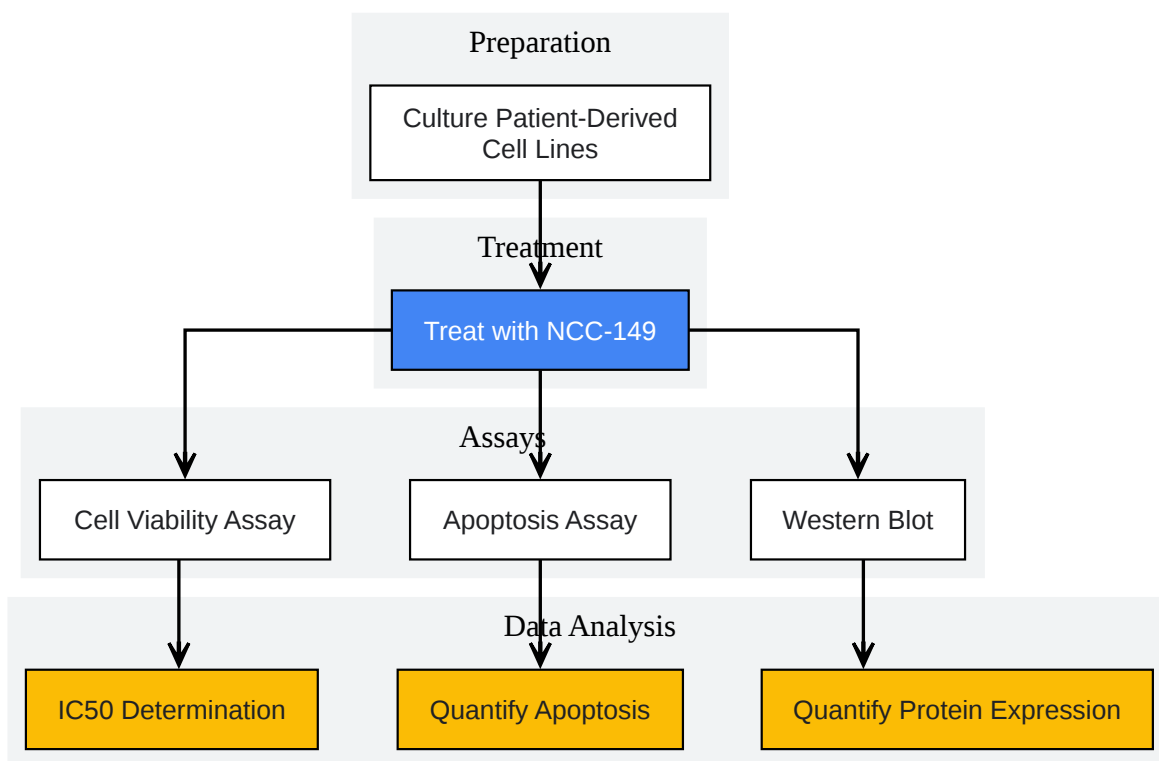 Preparation
Culture Patient-Derived
Cell Lines
Treatment
Treat with NCC-149
Assays
Cell Viability Assay
Apoptosis Assay
Western Blot
Data Analysis
IC50 Determination
Quantify Apoptosis
Quantify Protein Expression